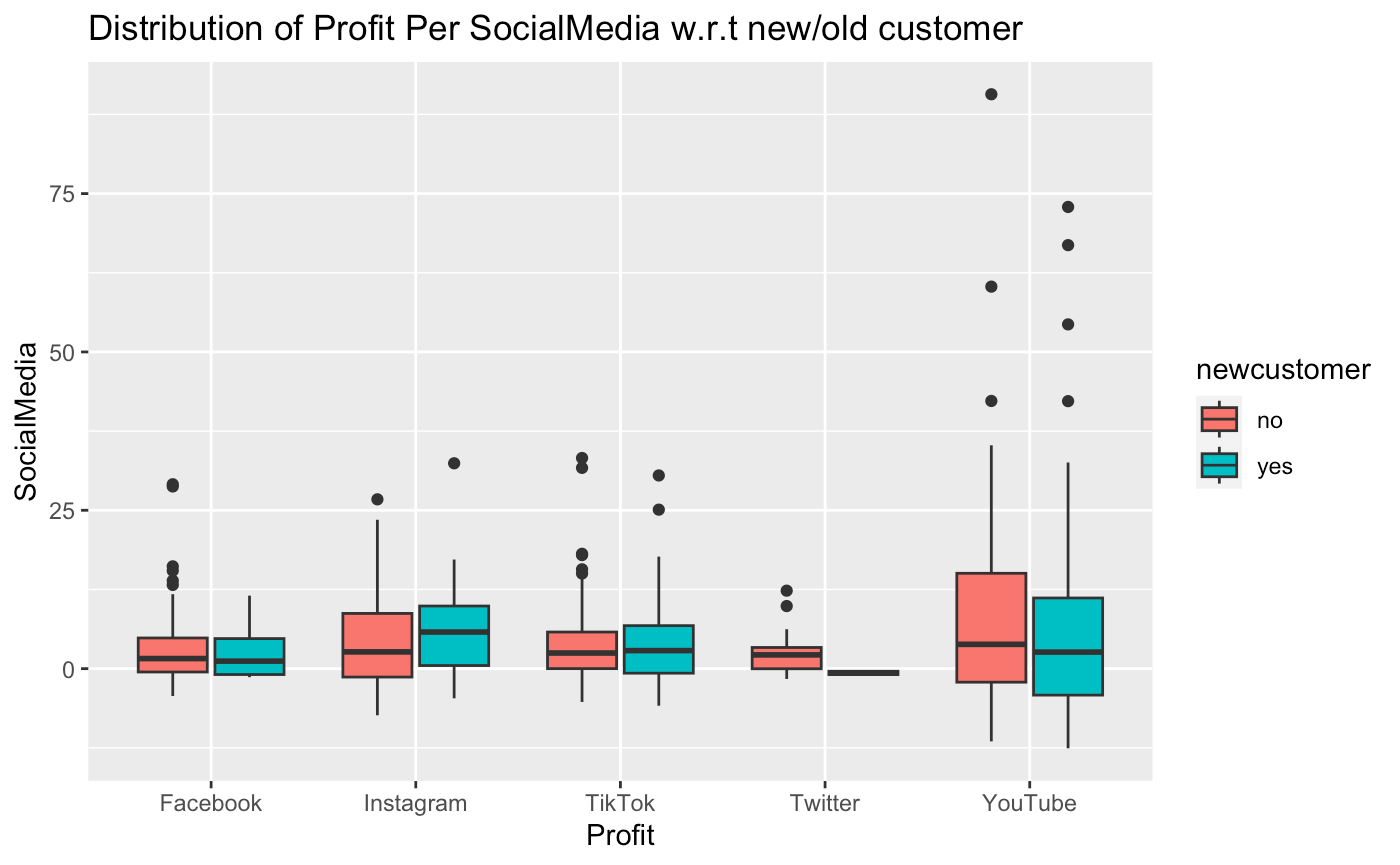 Distribution of Profit Per SocialMedia w.r.t new/old customer
SocialMedia
75
50
25
0
Facebook
Instagram
TikTok
Twitter
YouTube
Profit
newcustomer
no
yes